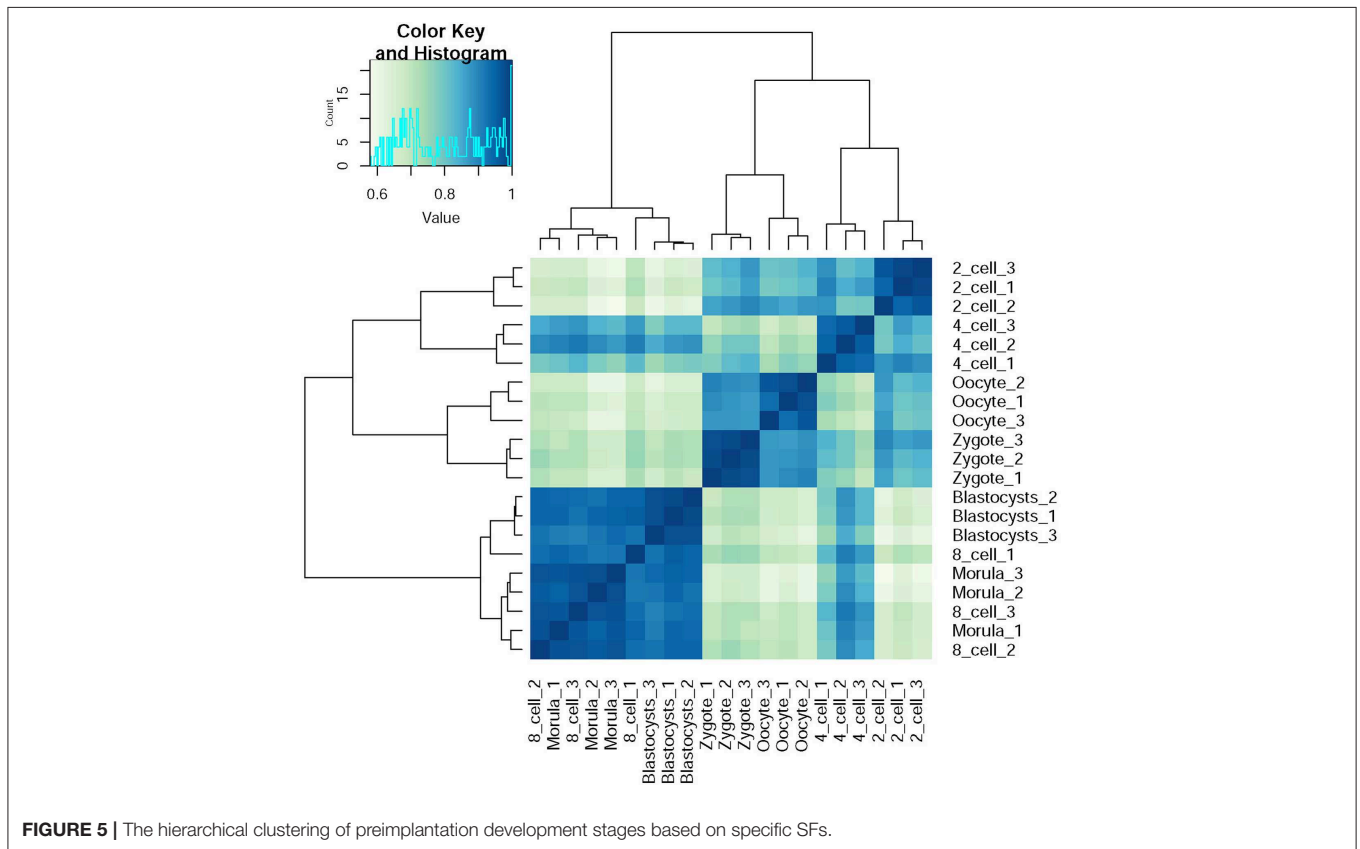 Color Key
and Histogram
Count
0
5
15
0.6
0.8
1
Value
2_cell_3
2_cell_1
2_cell_2
4_cell_3
4_cell_2
4_cell_1
Oocyte_2
Oocyte_1
Oocyte_3
Zygote_3
Zygote_2
Zygote_1
Blastocysts_2
Blastocysts_1
Blastocysts_3
8_cell_1
Morula_3
Morula_2
8_cell_3
Morula_1
8_cell_2
8_cell_2
Morula_1
8_cell_3
Morula_2
Morula_3
8_cell_1
Blastocysts_3
Blastocysts_1
Blastocysts_2
Zygote_1
Zygote_2
Zygote_3
Oocyte_3
Oocyte_1
Oocyte_2
4_cell_1
4_cell_2
4_cell_3
2_cell_2
2_cell_1
2_cell_3
FIGURE 5 | The hierarchical clustering of preimplantation development stages based on specific SFs.